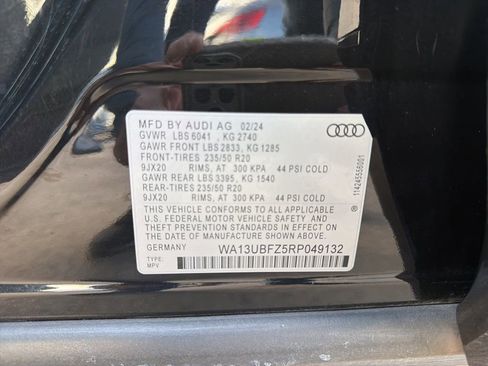 MFD BY AUDI AG 02/24
GVWR LBS 6041 , KG 2740
GAWR FRONT LBS 2833, KG 1285
FRONT-TIRES 235/50 R20
9JX20 RIMS, AT 300 KPA 44 PSI COLD
GAWR REAR LBS 3395, KG 1540
REAR-TIRES 235/50 R20
9JX20 RIMS, AT 300 KPA 44 PSI COLD
THIS VEHICLE CONFORMS TO ALL APPLICABLE
U.S. FEDERAL MOTOR VEHICLE SAFETY AND
THEFT PREVENTION STANDARDS IN EFFECT ON
THE DATE OF MANUFACTURE SHOWN ABOVE.
GERMANY WA13UBFZ5RP049132
TYPE:
MPV
®
114245556001